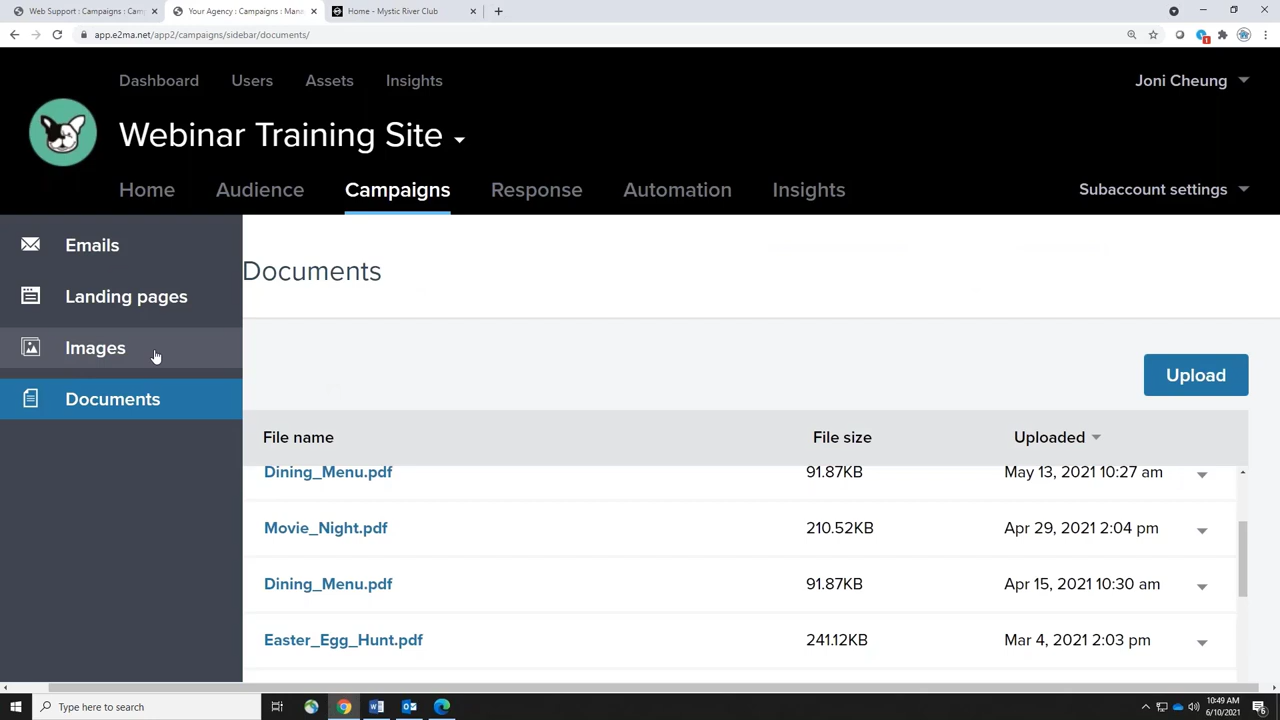 Web Support : Campaigns : Camp
Your Agency : Campaigns : Mana
Home - Mystic River Club
app.e2ma.net/app2/campaigns/sidebar/documents/
Dashboard Users Assets Insights
Joni Cheung
Webinar Training Site
Home Audience Campaigns Response Automation Insights
Subaccount settings
Emails
Landing pages
Images
Documents
Documents
Upload
File name File size Uploaded
Dining_Menu.pdf 91.87KB May 13, 2021 10:27 am
Movie_Night.pdf 210.52KB Apr 29, 2021 2:04 pm
Dining_Menu.pdf 91.87KB Apr 15, 2021 10:30 am
Easter_Egg_Hunt.pdf 241.12KB Mar 4, 2021 2:03 pm
Type here to search
10:49 AM
6/10/2021